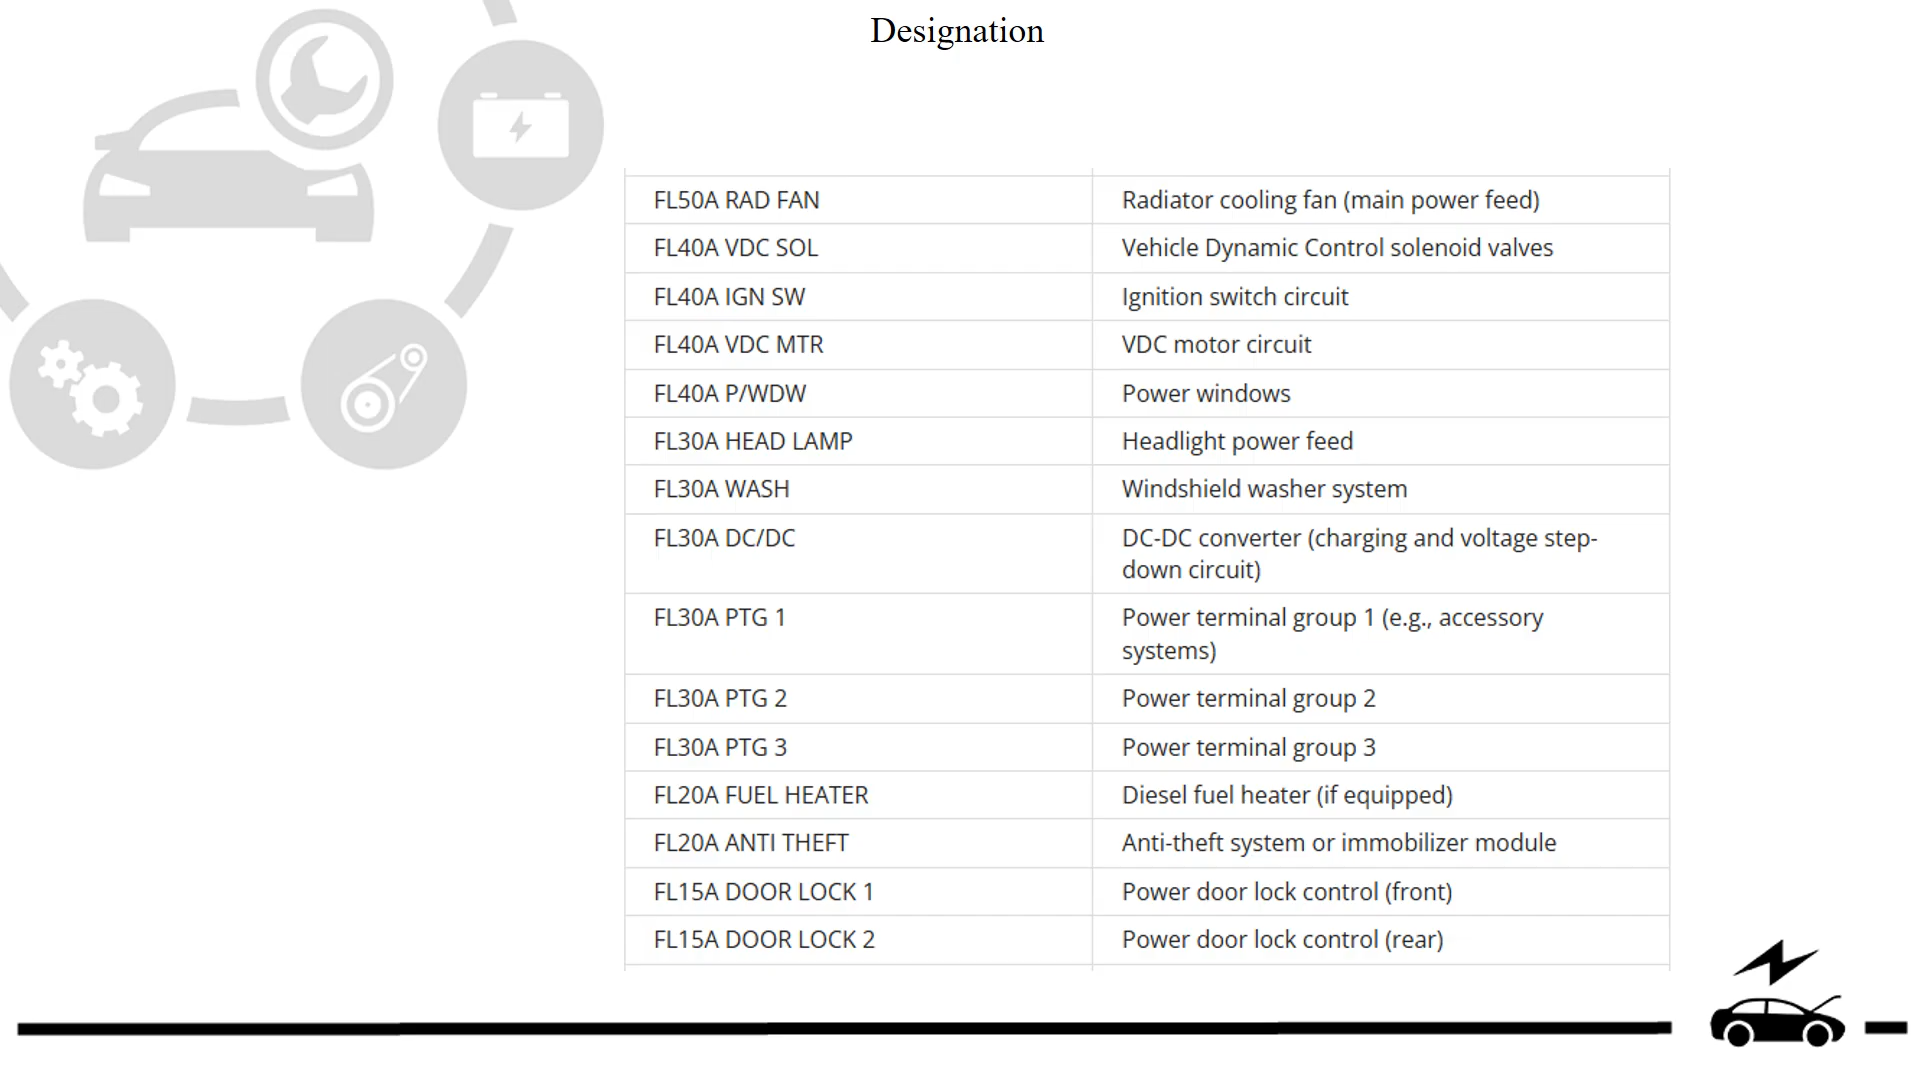 Designation
FL50A RAD FAN
Radiator cooling fan (main power feed)
FL40A VDC SOL
Vehicle Dynamic Control solenoid valves
FL40A IGN SW
Ignition switch circuit
FL40A VDC MTR
VDC motor circuit
FL40A P/WDW
Power windows
FL30A HEAD LAMP
Headlight power feed
FL30A WASH
Windshield washer system
FL30A DC/DC
DC-DC converter (charging and voltage step-
down circuit)
FL30A PTG 1
Power terminal group 1 (e.g., accessory
systems)
FL30A PTG 2
Power terminal group 2
FL30A PTG 3
Power terminal group 3
FL20A FUEL HEATER
Diesel fuel heater (if equipped)
FL20A ANTI THEFT
Anti-theft system or immobilizer module
FL15A DOOR LOCK 1
Power door lock control (front)
FL15A DOOR LOCK 2
Power door lock control (rear)